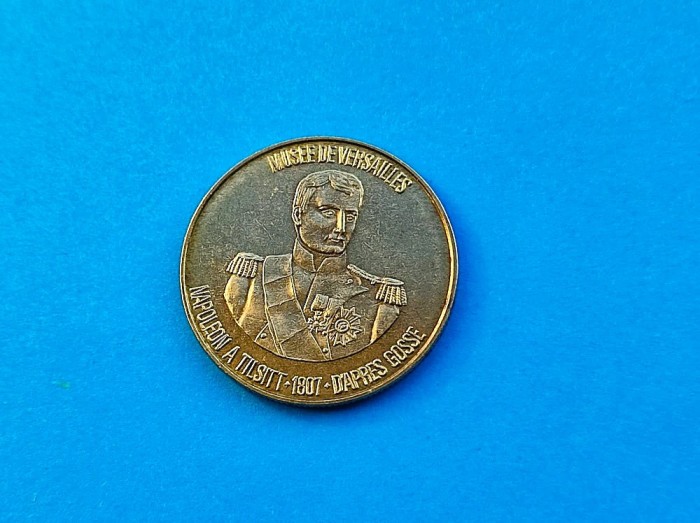 MUSEE DE VERSAILLES
NAPOLEON A TILSITT · 1807 · D'APRES GOSSE